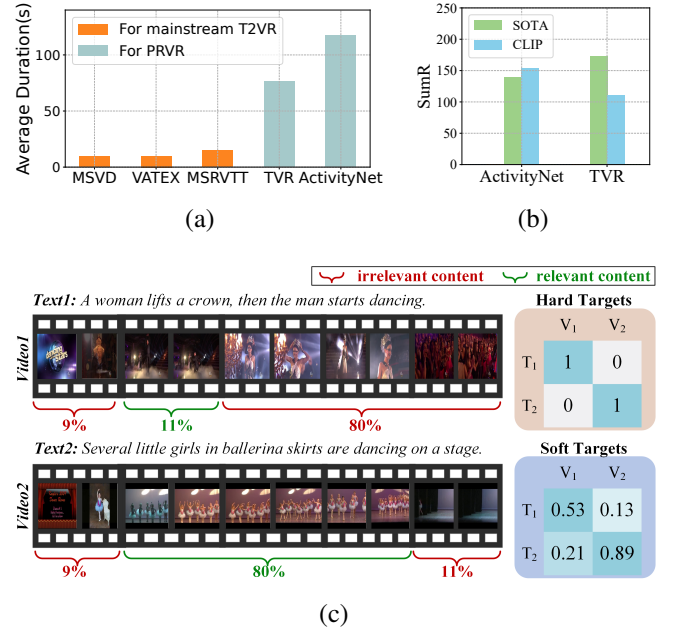 For mainstream T2VR
For PRVR
Average Duration(s)
100
50
0
MSVD VATEX MSRVTT TVR ActivityNet
(a)
SOTA
CLIP
SumR
250
200
150
100
50
0
ActivityNet TVR
(b)
irrelevant content relevant content
Text1: A woman lifts a crown, then the man starts dancing.
Video1
9% 11% 80%
Hard Targets
V1 V2
T1 1 0
T2 0 1
Text2: Several little girls in ballerina skirts are dancing on a stage.
Video2
9% 80% 11%
Soft Targets
V1 V2
T1 0.53 0.13
T2 0.21 0.89
(c)